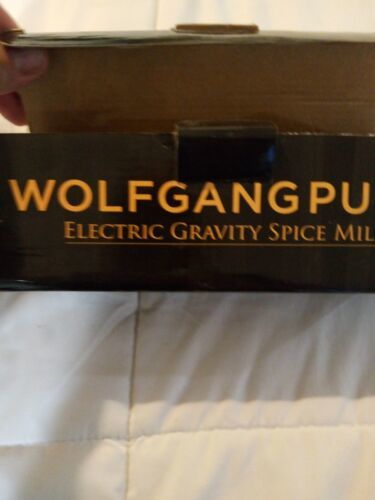 WOLFGANG PU
ELECTRIC GRAVITY SPICE MIL